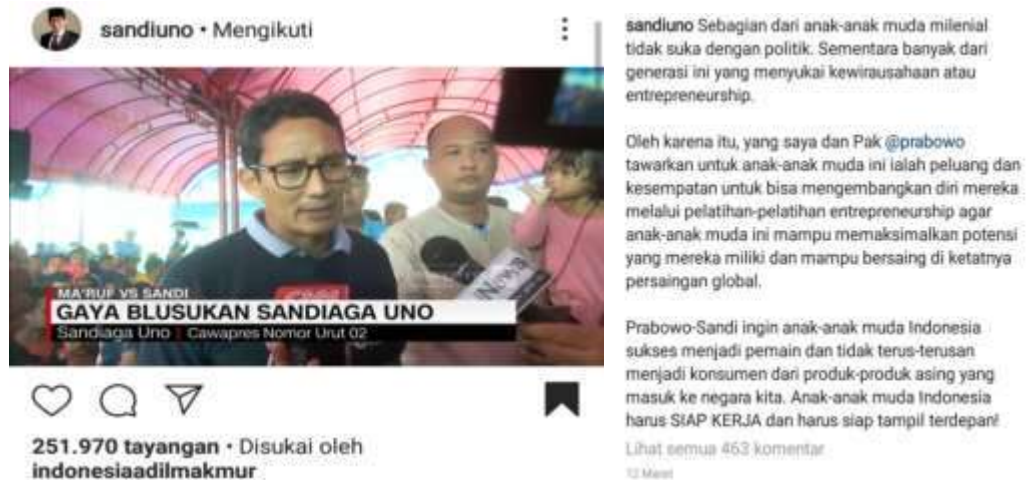 sandiuno • Mengikuti
MA'RUF VS SANDI
GAYA BLUSUKAN SANDIAGA UNO
Sandiaga Uno | Cawapres Nomor Urut 02
251.970 tayangan • Disukai oleh
indonesiaadilmakmur
sandiuno Sebagian dari anak-anak muda milenial
tidak suka dengan politik. Sementara banyak dari
generasi ini yang menyukai kewirausahaan atau
entrepreneurship.
Oleh karena itu, yang saya dan Pak @prabowo
tawarkan untuk anak-anak muda ini ialah peluang dan
kesempatan untuk bisa mengembangkan diri mereka
melalui pelatihan-pelatihan entrepreneurship agar
anak-anak muda ini mampu memaksimalkan potensi
yang mereka miliki dan mampu bersaing di ketatnya
persaingan global.
Prabowo-Sandi ingin anak-anak muda Indonesia
sukses menjadi pemain dan tidak terus-terusan
menjadi konsumen dari produk-produk asing yang
masuk ke negara kita. Anak-anak muda Indonesia
harus SIAP KERJA dan harus siap tampil terdepan!
Lihat semua 463 komentar
12 Maret